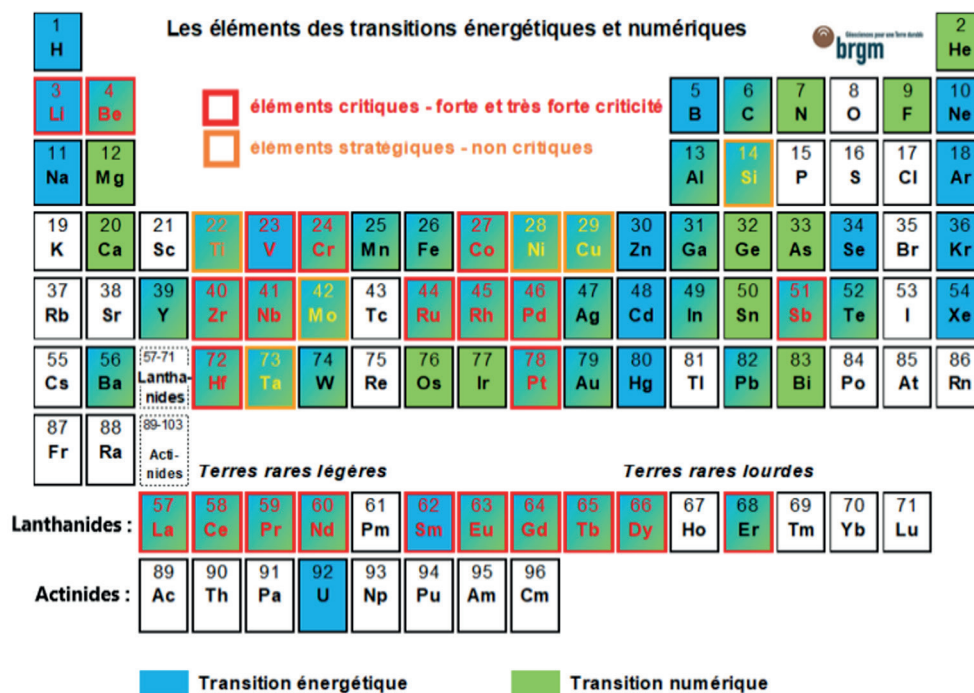 Les éléments des transitions énergétiques et numériques
Géosciences pour une Terre durable
brgm
éléments critiques - forte et très forte criticité
éléments stratégiques - non critiques
1 2
H He
3 4 5 6 7 8 9 10
Li Be B C N O F Ne
11 12 13 14 15 16 17 18
Na Mg Al Si P S Cl Ar
19 20 21 22 23 24 25 26 27 28 29 30 31 32 33 34 35 36
K Ca Sc Ti V Cr Mn Fe Co Ni Cu Zn Ga Ge As Se Br Kr
37 38 39 40 41 42 43 44 45 46 47 48 49 50 51 52 53 54
Rb Sr Y Zr Nb Mo Tc Ru Rh Pd Ag Cd In Sn Sb Te I Xe
55 56 57-71 72 73 74 75 76 77 78 79 80 81 82 83 84 85 86
Cs Ba Lantha-nides Hf Ta W Re Os Ir Pt Au Hg Tl Pb Bi Po At Rn
87 88 89-103
Fr Ra Acti-nides
Terres rares légères Terres rares lourdes
57 58 59 60 61 62 63 64 65 66 67 68 69 70 71
Lanthanides : La Ce Pr Nd Pm Sm Eu Gd Tb Dy Ho Er Tm Yb Lu
89 90 91 92 93 94 95 96
Actinides : Ac Th Pa U Np Pu Am Cm
Transition énergétique Transition numérique